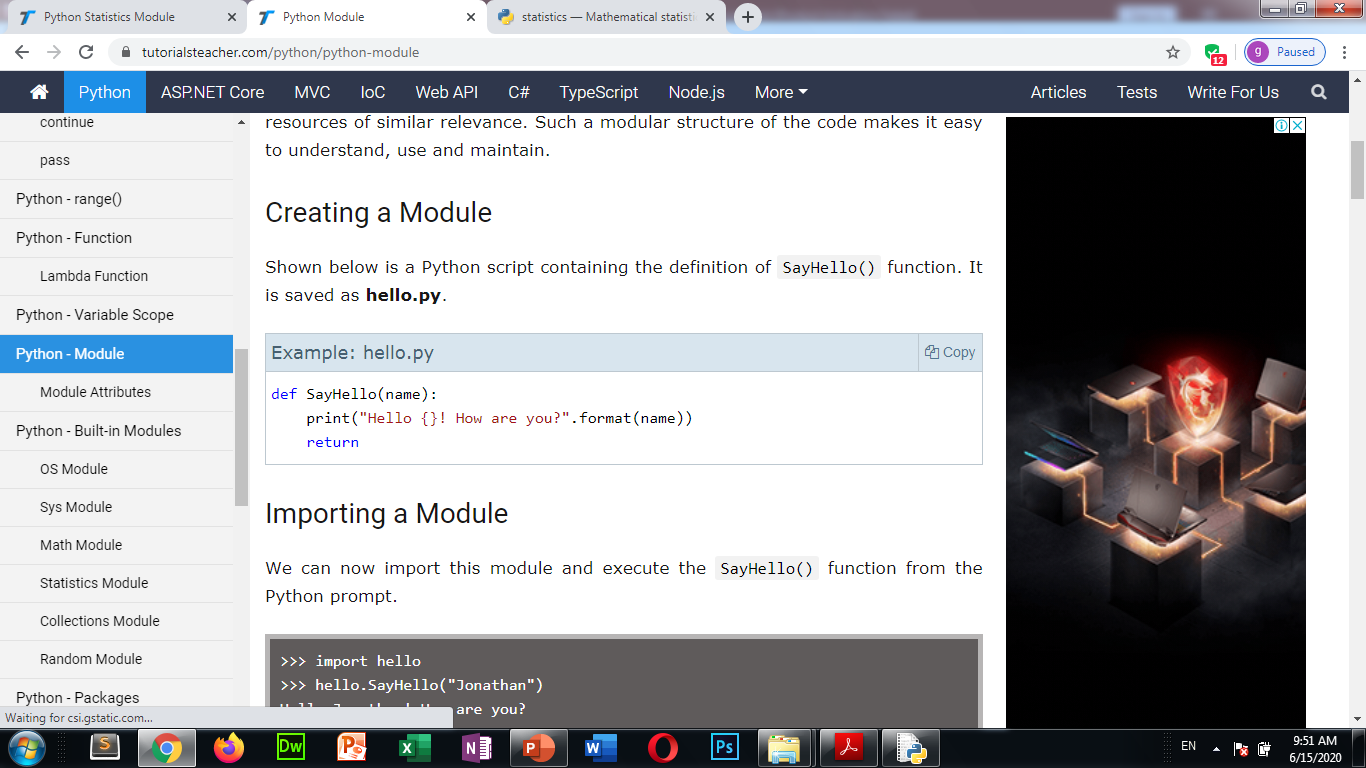 Python Statistics Module
Python Module
statistics — Mathematical statisti
tutorialsteacher.com/python/python-module
12
g Paused
Python ASP.NET Core MVC IoC Web API C# TypeScript Node.js More Articles Tests Write For Us
continue
pass
Python - range()
Python - Function
Lambda Function
Python - Variable Scope
Python - Module
Module Attributes
Python - Built-in Modules
OS Module
Sys Module
Math Module
Statistics Module
Collections Module
Random Module
Python - Packages
resources of similar relevance. Such a modular structure of the code makes it easy
to understand, use and maintain.
Creating a Module
Shown below is a Python script containing the definition of SayHello() function. It
is saved as hello.py.
Example: hello.py
Copy
def SayHello(name):
print("Hello {}! How are you?".format(name))
return
Importing a Module
We can now import this module and execute the SayHello() function from the
Python prompt.
>>> import hello
>>> hello.SayHello("Jonathan")
are you?
Waiting for csi.gstatic.com...
S Dw P X N P W Ps
EN
9:51 AM
6/15/2020